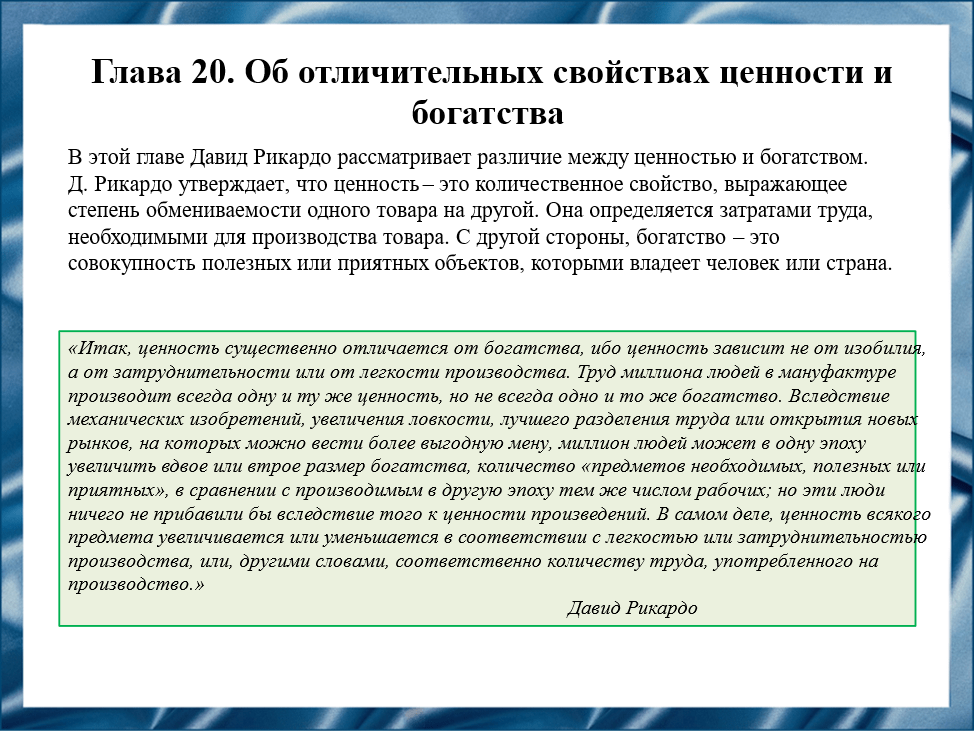 Глава 20. Об отличительных свойствах ценности и
богатства
В этой главе Давид Рикардо рассматривает различие между ценностью и богатством.
Д. Рикардо утверждает, что ценность – это количественное свойство, выражающее
степень обмениваемости одного товара на другой. Она определяется затратами труда,
необходимыми для производства товара. С другой стороны, богатство – это
совокупность полезных или приятных объектов, которыми владеет человек или страна.
«Итак, ценность существенно отличается от богатства, ибо ценность зависит не от изобилия,
а от затруднительности или от легкости производства. Труд миллиона людей в мануфактуре
производит всегда одну и ту же ценность, но не всегда одно и то же богатство. Вследствие
механических изобретений, увеличения ловкости, лучшего разделения труда или открытия новых
рынков, на которых можно вести более выгодную мену, миллион людей может в одну эпоху
увеличить вдвое или втрое размер богатства, количество «предметов необходимых, полезных или
приятных», в сравнении с производимым в другую эпоху тем же числом рабочих; но эти люди
ничего не прибавили бы вследствие того к ценности произведений. В самом деле, ценность всякого
предмета увеличивается или уменьшается в соответствии с легкостью или затруднительностью
производства, или, другими словами, соответственно количеству труда, употребленного на
производство.»
Давид Рикардо